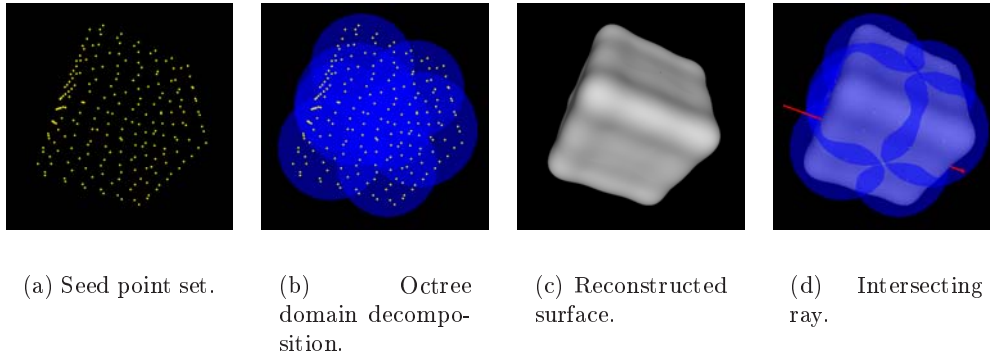 (a) Seed point set.
(b) Octree
domain decompo-
sition.
(c) Reconstructed
surface.
(d) Intersecting
ray.